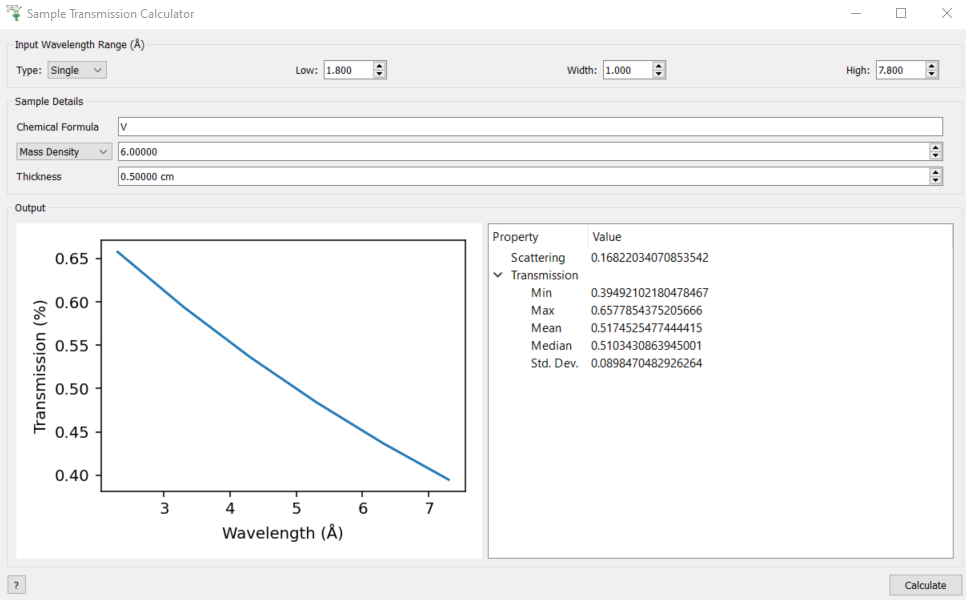 Sample Transmission Calculator
Input Wavelength Range (Å)
Type: Single Low: 1.800 Width: 1.000 High: 7.800
Sample Details
Chemical Formula V
Mass Density 6.00000
Thickness 0.50000 cm
Output
0.65
0.60
0.55
0.50
0.45
0.40
Transmission (%)
3 4 5 6 7
Wavelength (Å)
Property Value
Scattering 0.16822034070853542
Transmission
Min 0.39492102180478467
Max 0.6577854375205666
Mean 0.5174525477444415
Median 0.5103430863945001
Std. Dev. 0.0898470482926264
?
Calculate